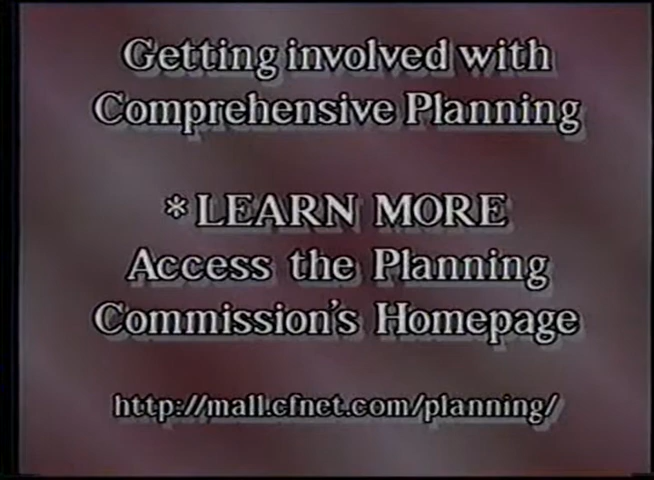 Getting involved with
Comprehensive Planning
* LEARN MORE
Access the Planning
Commission's Homepage
http://mall.cfnet.com/planning/